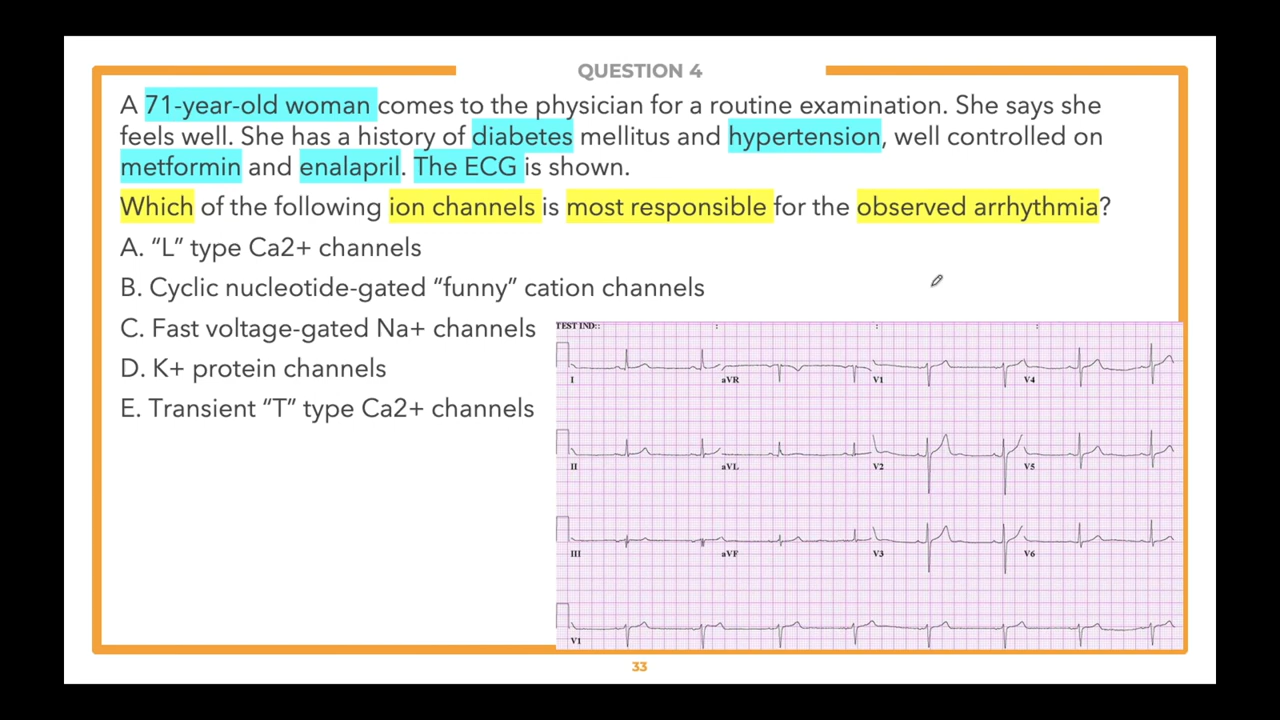 QUESTION 4
A 71-year-old woman comes to the physician for a routine examination. She says she
feels well. She has a history of diabetes mellitus and hypertension, well controlled on
metformin and enalapril. The ECG is shown.
Which of the following ion channels is most responsible for the observed arrhythmia?
A. “L” type Ca2+ channels
B. Cyclic nucleotide-gated “funny” cation channels
C. Fast voltage-gated Na+ channels
D. K+ protein channels
E. Transient “T” type Ca2+ channels
TEST IND::
I aVR V1 V4
II aVL V2 V5
III aVF V3 V6
V1
33